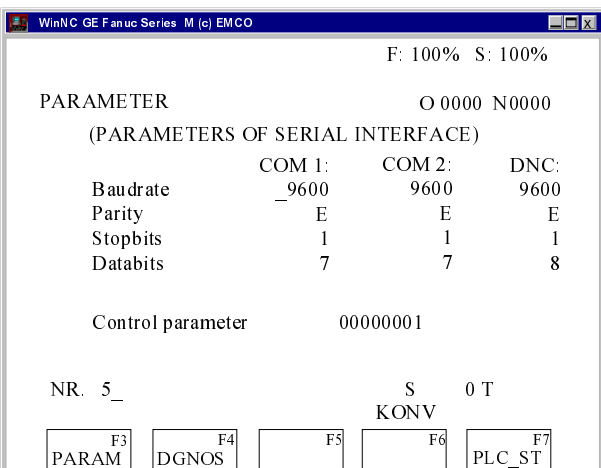 WinNC GE Fanuc Series M (c) EMCO
F: 100% S: 100%
PARAMETER O 0000 N0000
(PARAMETERS OF SERIAL INTERFACE)
COM 1: COM 2: DNC:
Baudrate _9600 9600 9600
Parity E E E
Stopbits 1 1 1
Databits 7 7 8
Control parameter 00000001
NR. 5_ S 0 T
KONV
F3 F4 F5 F6 F7
PARAM DGNOS PLC_ST